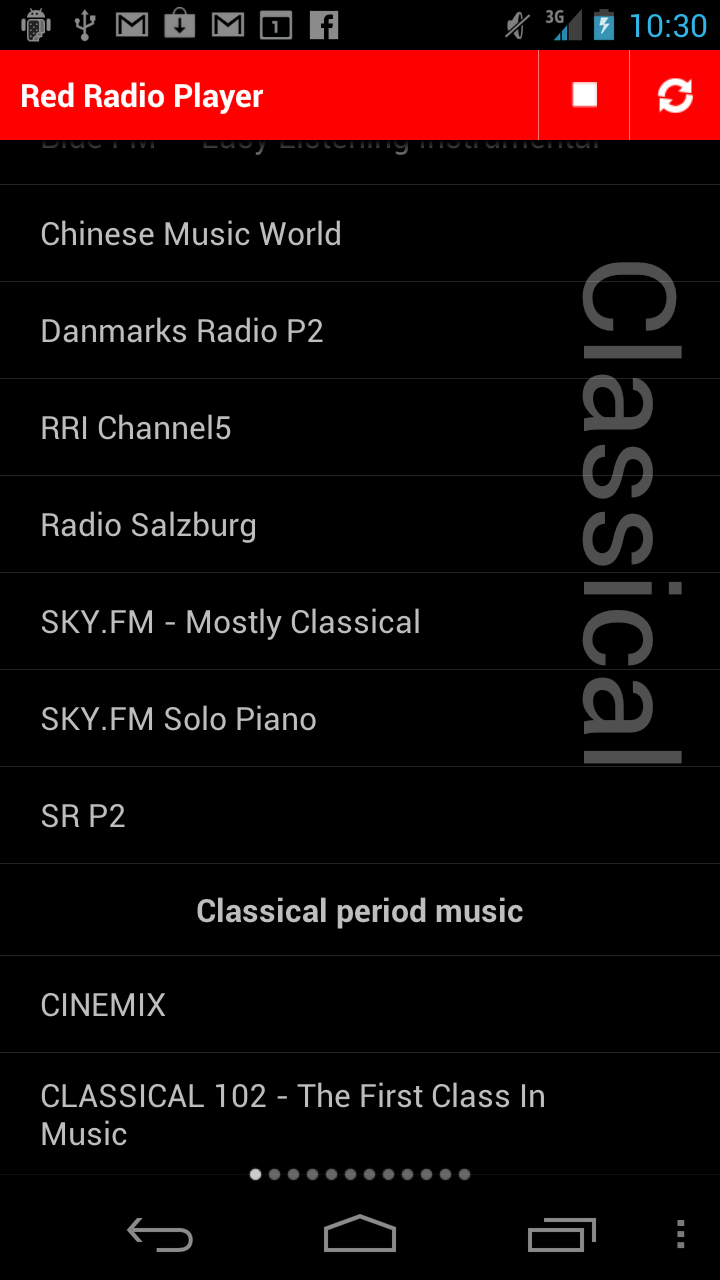 3G 10:30
Red Radio Player
Chinese Music World
Danmarks Radio P2
RRI Channel5
Radio Salzburg
SKY.FM - Mostly Classical
SKY.FM Solo Piano
SR P2
Classical period music
CINEMIX
CLASSICAL 102 - The First Class In
Music
Classical